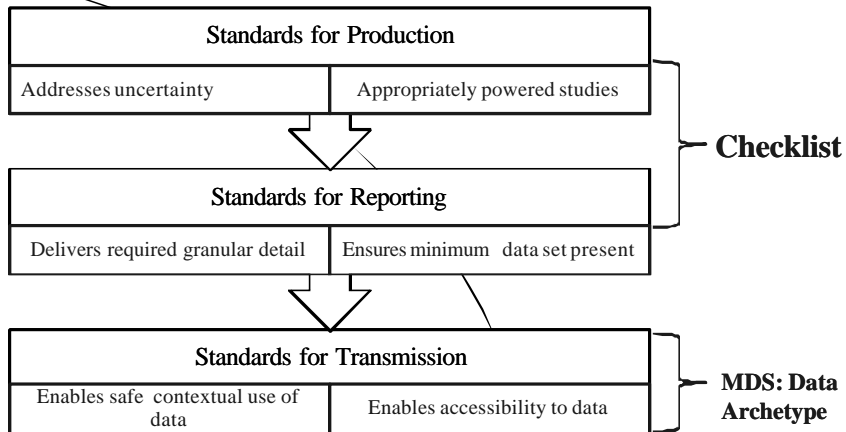 Standards for Production
Addresses uncertainty
Appropriately powered studies
Checklist
Standards for Reporting
Delivers required granular detail
Ensures minimum data set present
Standards for Transmission
Enables safe contextual use of
data
Enables accessibility to data
MDS: Data
Archetype